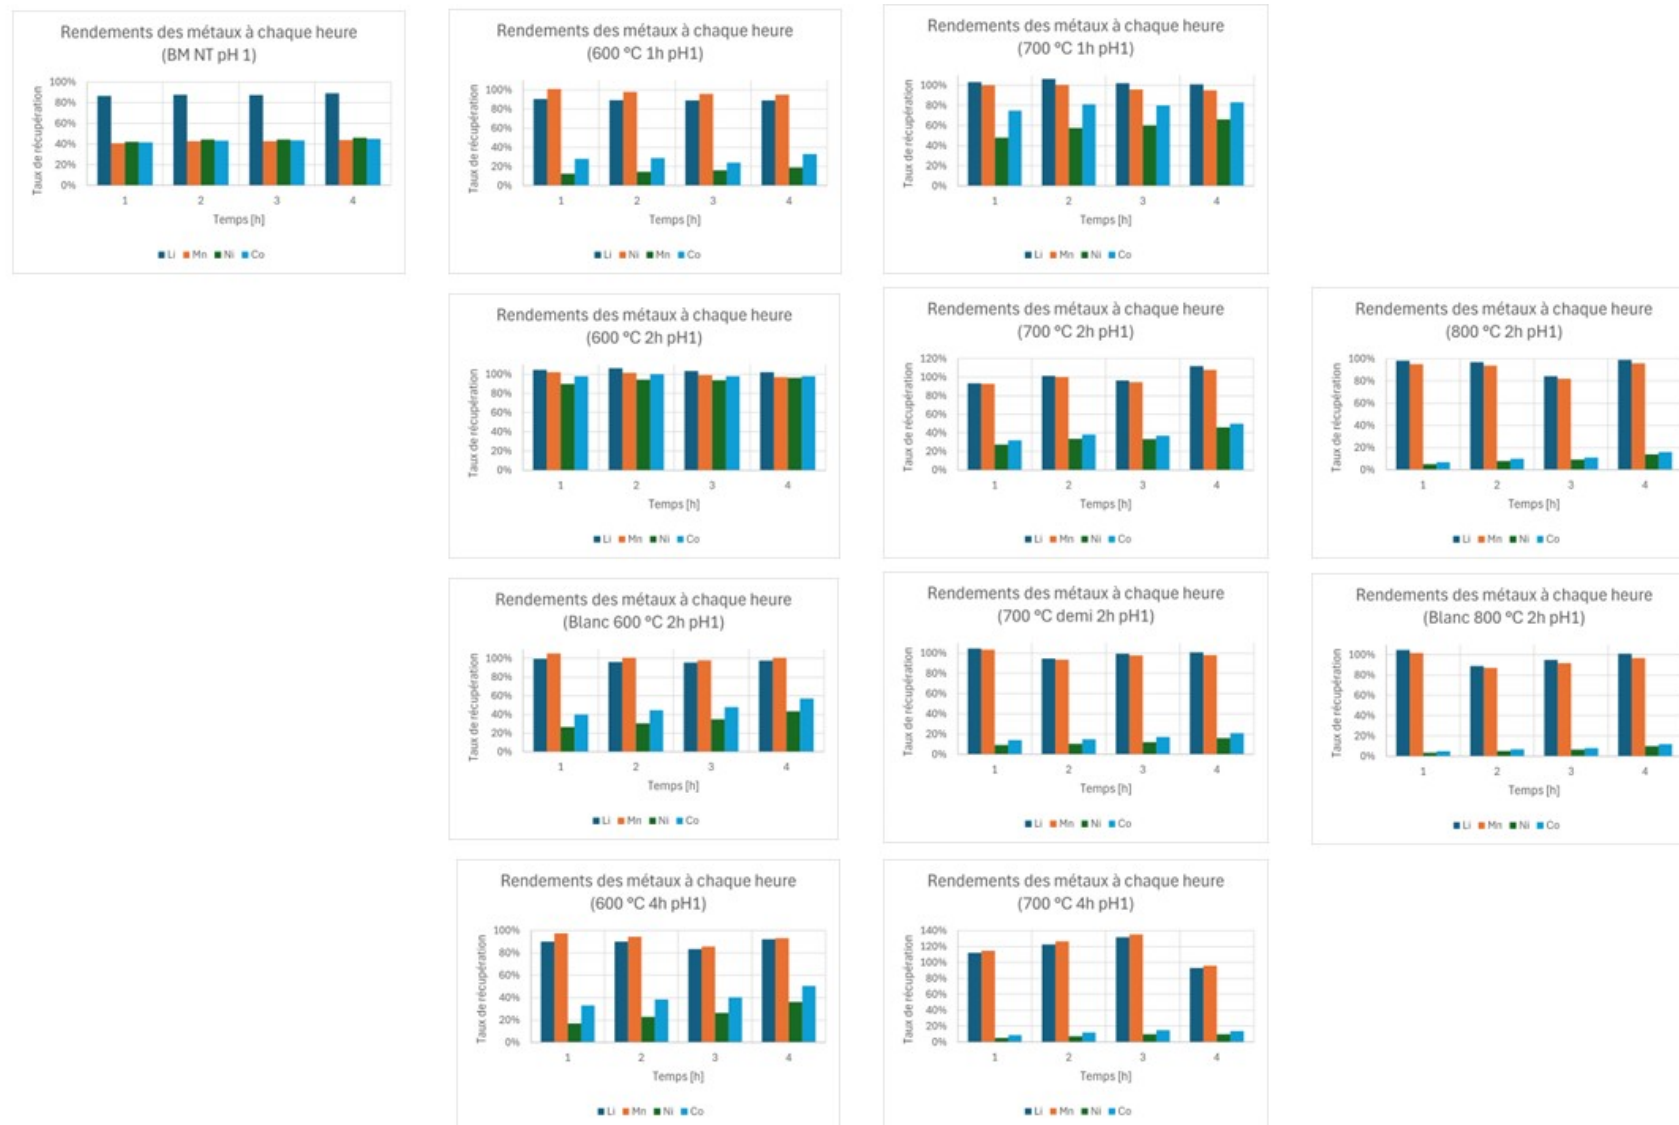 Rendements des métaux à chaque heure
(BM NT pH 1)
Taux de récupération
100%
80%
60%
40%
20%
0%
1 2 3 4
Temps [h]
Li Mn Ni Co
Rendements des métaux à chaque heure
(600 °C 1h pH1)
Taux de récupération
100%
80%
60%
40%
20%
0%
1 2 3 4
Temps [h]
Li Ni Mn Co
Rendements des métaux à chaque heure
(700 °C 1h pH1)
Taux de récupération
100%
80%
60%
40%
20%
0%
1 2 3 4
Temps [h]
Li Mn Ni Co
Rendements des métaux à chaque heure
(600 °C 2h pH1)
Taux de récupération
100%
80%
60%
40%
20%
0%
1 2 3 4
Temps [h]
Li Mn Ni Co
Rendements des métaux à chaque heure
(700 °C 2h pH1)
Taux de récupération
120%
100%
80%
60%
40%
20%
0%
1 2 3 4
Temps [h]
Li Mn Ni Co
Rendements des métaux à chaque heure
(800 °C 2h pH1)
Taux de récupération
100%
80%
60%
40%
20%
0%
1 2 3 4
Temps [h]
Li Mn Ni Co
Rendements des métaux à chaque heure
(Blanc 600 °C 2h pH1)
Taux de récupération
100%
80%
60%
40%
20%
0%
1 2 3 4
Temps [h]
Li Mn Ni Co
Rendements des métaux à chaque heure
(700 °C demi 2h pH1)
Taux de récupération
100%
80%
60%
40%
20%
0%
1 2 3 4
Temps [h]
Li Mn Ni Co
Rendements des métaux à chaque heure
(Blanc 800 °C 2h pH1)
Taux de récupération
100%
80%
60%
40%
20%
0%
1 2 3 4
Temps [h]
Li Mn Ni Co
Rendements des métaux à chaque heure
(600 °C 4h pH1)
Taux de récupération
100%
80%
60%
40%
20%
0%
1 2 3 4
Temps [h]
Li Mn Ni Co
Rendements des métaux à chaque heure
(700 °C 4h pH1)
Taux de récupération
140%
120%
100%
80%
60%
40%
20%
0%
1 2 3 4
Temps [h]
Li Mn Ni Co